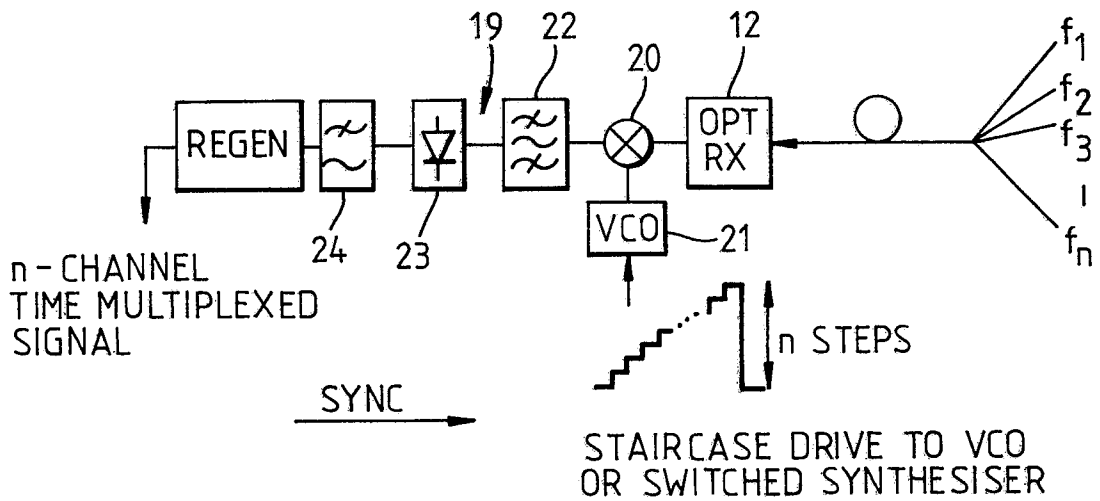 19
22
20
12
f1
f2
f3
fn
REGEN
OPT
RX
24
23
VCO
21
n-CHANNEL
TIME MULTIPLEXED
SIGNAL
n STEPS
SYNC
STAIRCASE DRIVE TO VCO
OR SWITCHED SYNTHESISER